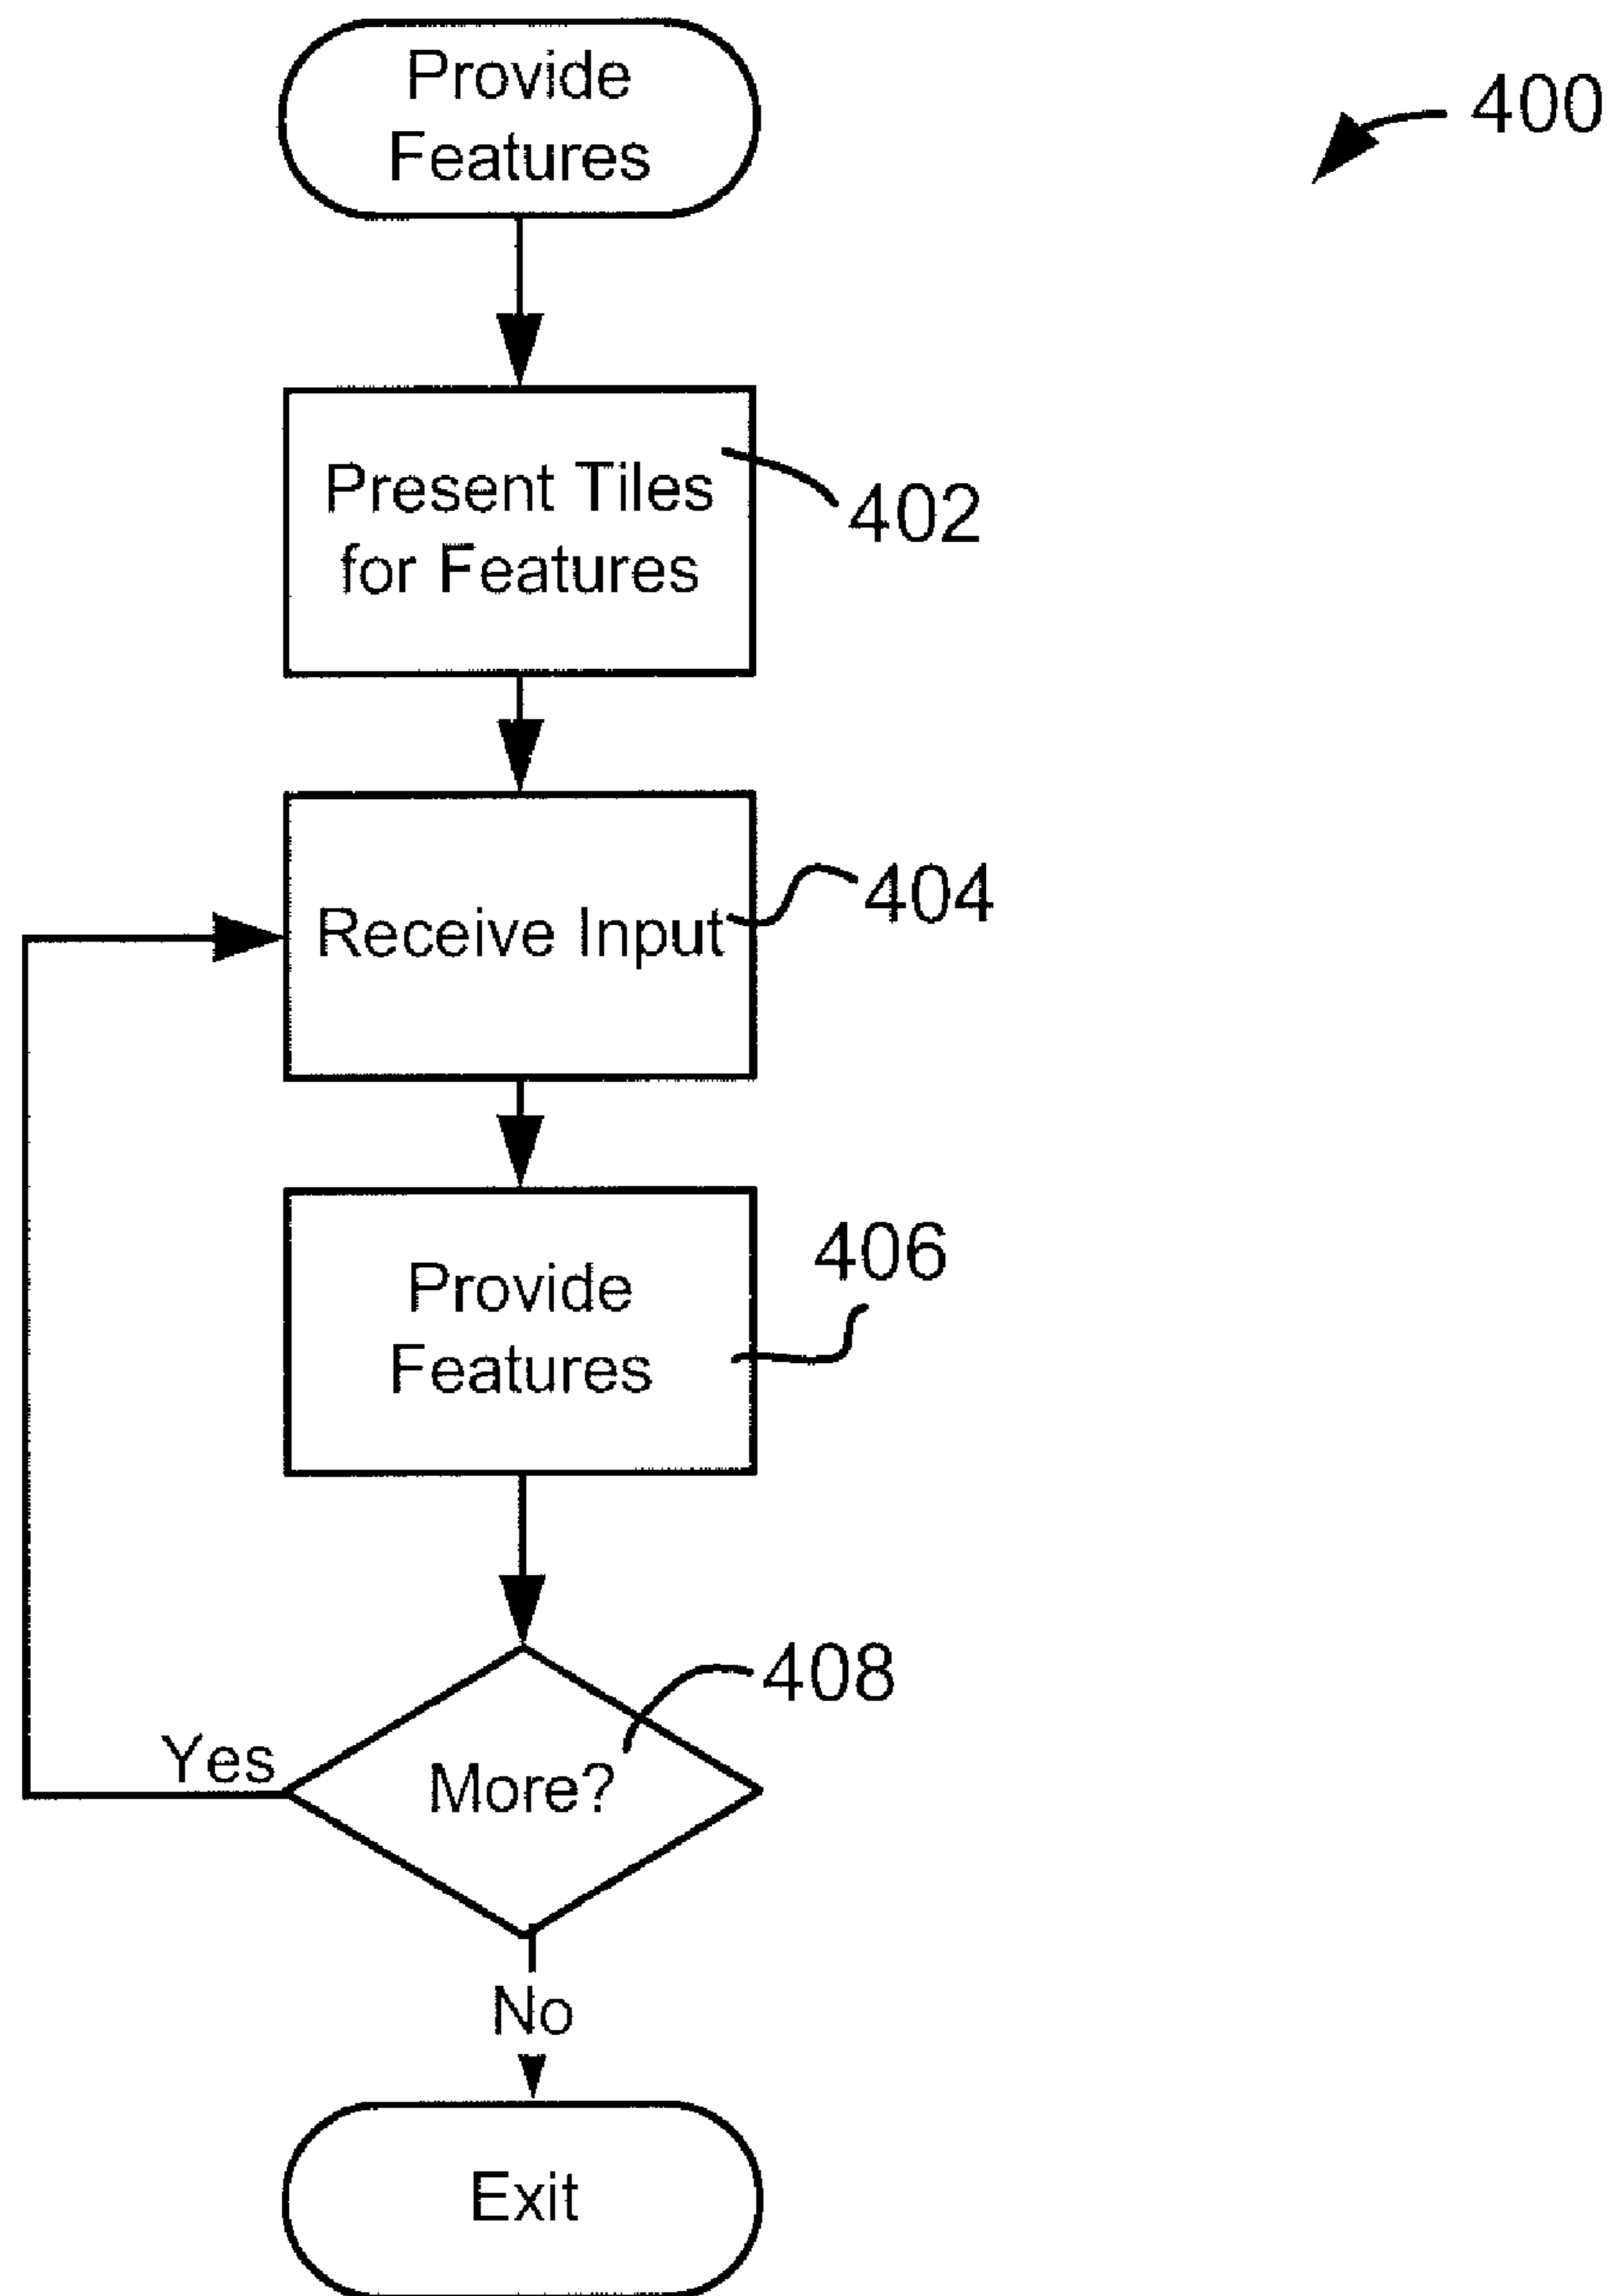 Provide
Features
400
Present Tiles
for Features
402
Receive Input
404
Provide
Features
406
More?
408
Yes
No
Exit